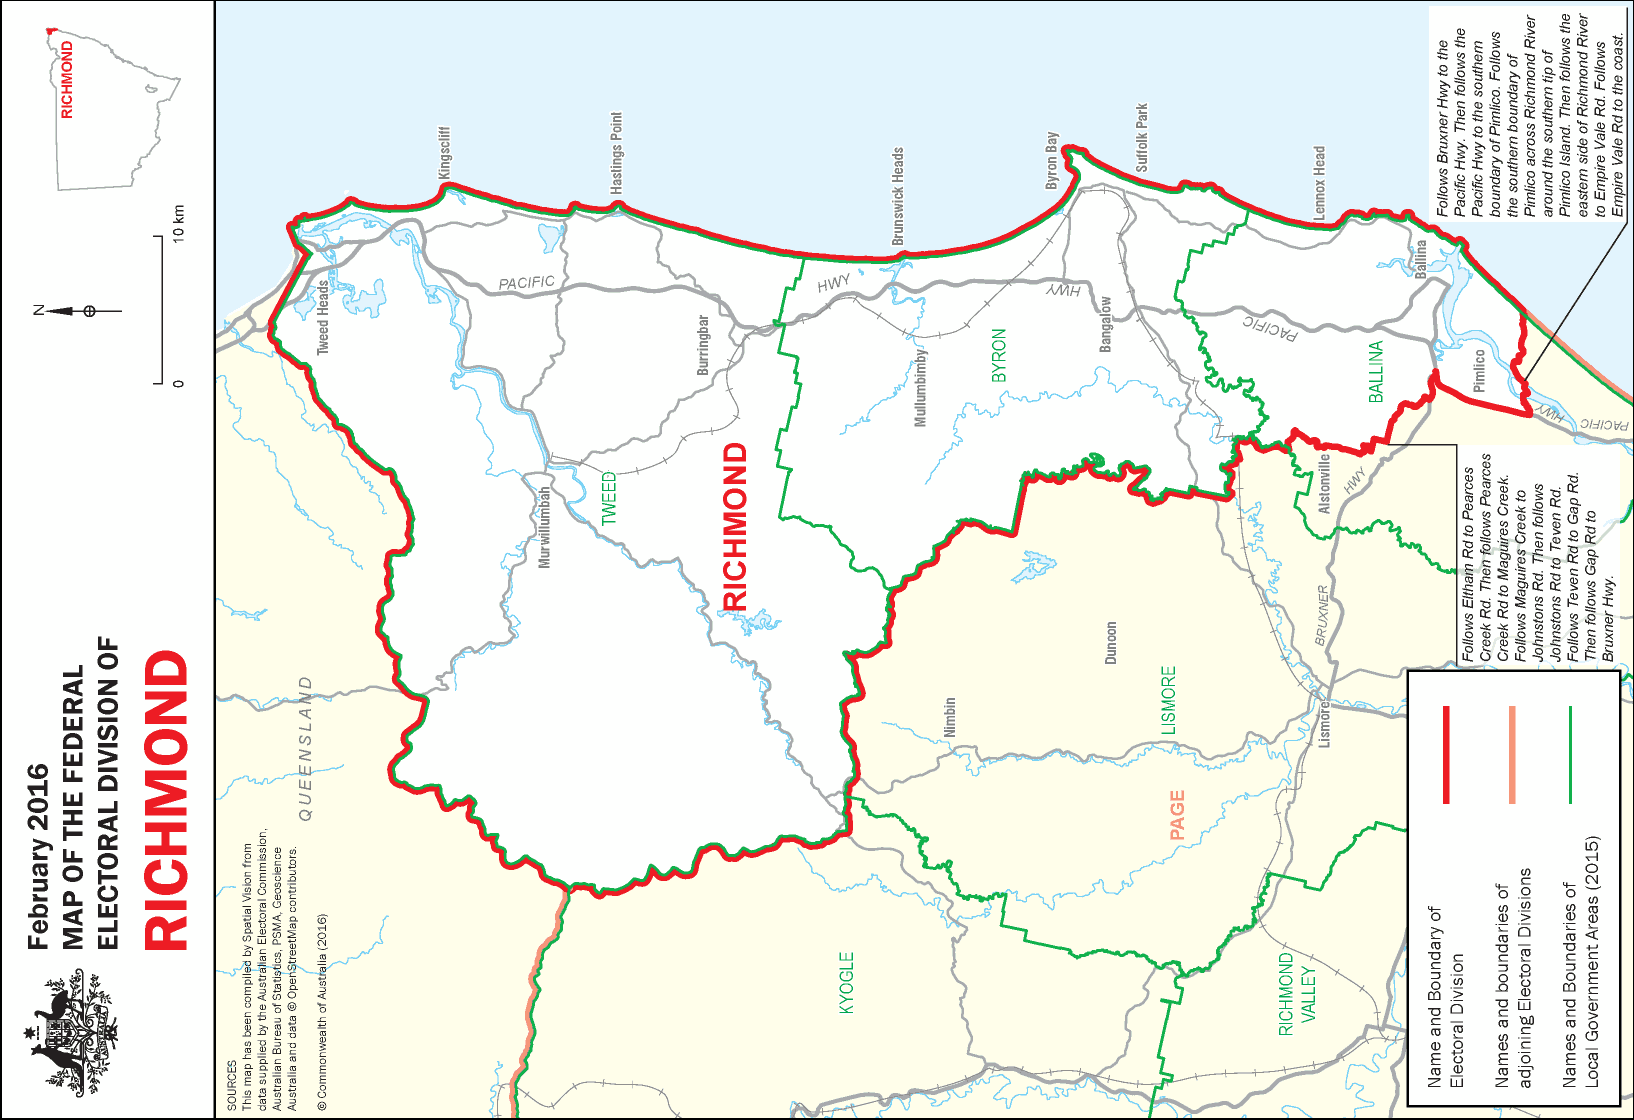 February 2016
MAP OF THE FEDERAL
ELECTORAL DIVISION OF
RICHMOND
AUSTRALIA
0
10 km
N
RICHMOND
SOURCES
This map has been compiled by Spatial Vision from
data supplied by the Australian Electoral Commission,
Australian Bureau of Statistics, PSMA, Geoscience
Australia and data © OpenStreetMap contributors.
© Commonwealth of Australia (2016)
QUEENSLAND
Tweed Heads
Kingscliff
Hastings Point
Murwillumbah
TWEED
PACIFIC
HWY
Burringbar
RICHMOND
Brunswick Heads
Mullumbimby
BYRON
HWY
Byron Bay
Suffolk Park
Bangalow
PACIFIC
Lennox Head
BALLINA
Ballina
Pimlico
HWY
PACIFIC
Alstonville
HWY
BRUXNER
Dunoon
Nimbin
LISMORE
Lismore
PAGE
KYOGLE
RICHMOND
VALLEY
Follows Bruxner Hwy to the
Pacific Hwy. Then follows the
Pacific Hwy to the southern
boundary of Pimlico. Follows
the southern boundary of
Pimlico across Richmond River
around the southern tip of
Pimlico Island. Then follows the
eastern side of Richmond River
to Empire Vale Rd. Follows
Empire Vale Rd to the coast.
Follows Eltham Rd to Pearces
Creek Rd. Then follows Pearces
Creek Rd to Maguires Creek.
Follows Maguires Creek to
Johnstons Rd. Then follows
Johnstons Rd to Teven Rd.
Follows Teven Rd to Gap Rd.
Then follows Gap Rd to
Bruxner Hwy.
Name and Boundary of
Electoral Division
Names and boundaries of
adjoining Electoral Divisions
Names and Boundaries of
Local Government Areas (2015)